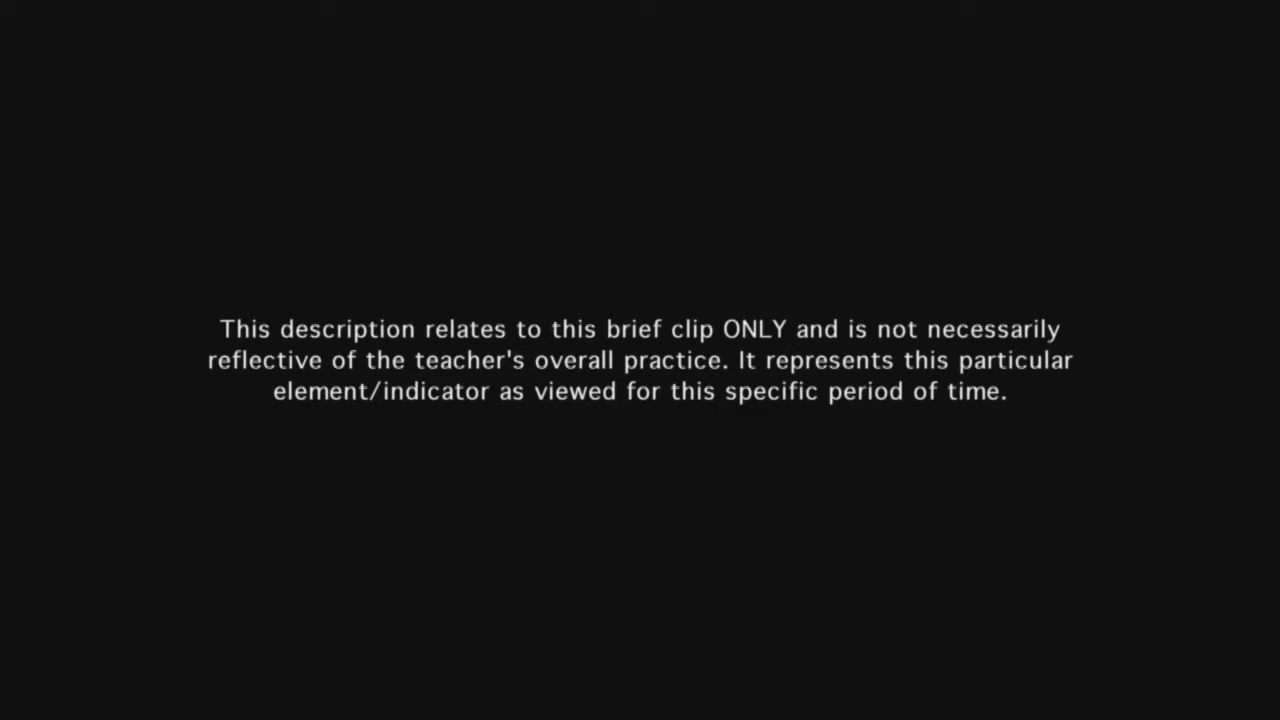 This description relates to this brief clip ONLY and is not necessarily
reflective of the teacher's overall practice. It represents this particular
element/indicator as viewed for this specific period of time.